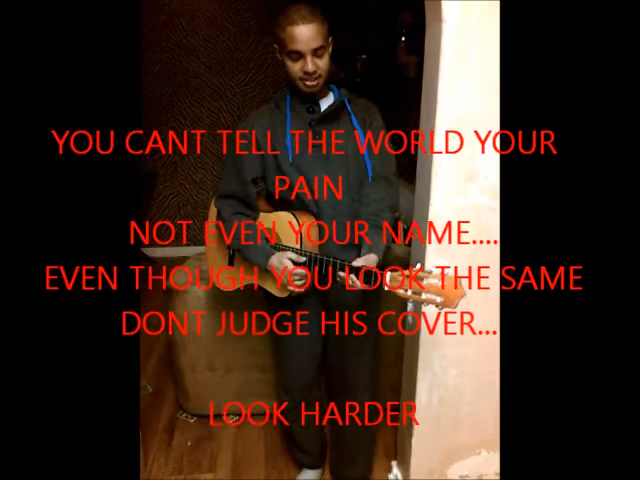 YOU CANT TELL THE WORLD YOUR
PAIN
NOT EVEN YOUR NAME....
EVEN THOUGH YOU LOOK THE SAME
DONT JUDGE HIS COVER...
LOOK HARDER